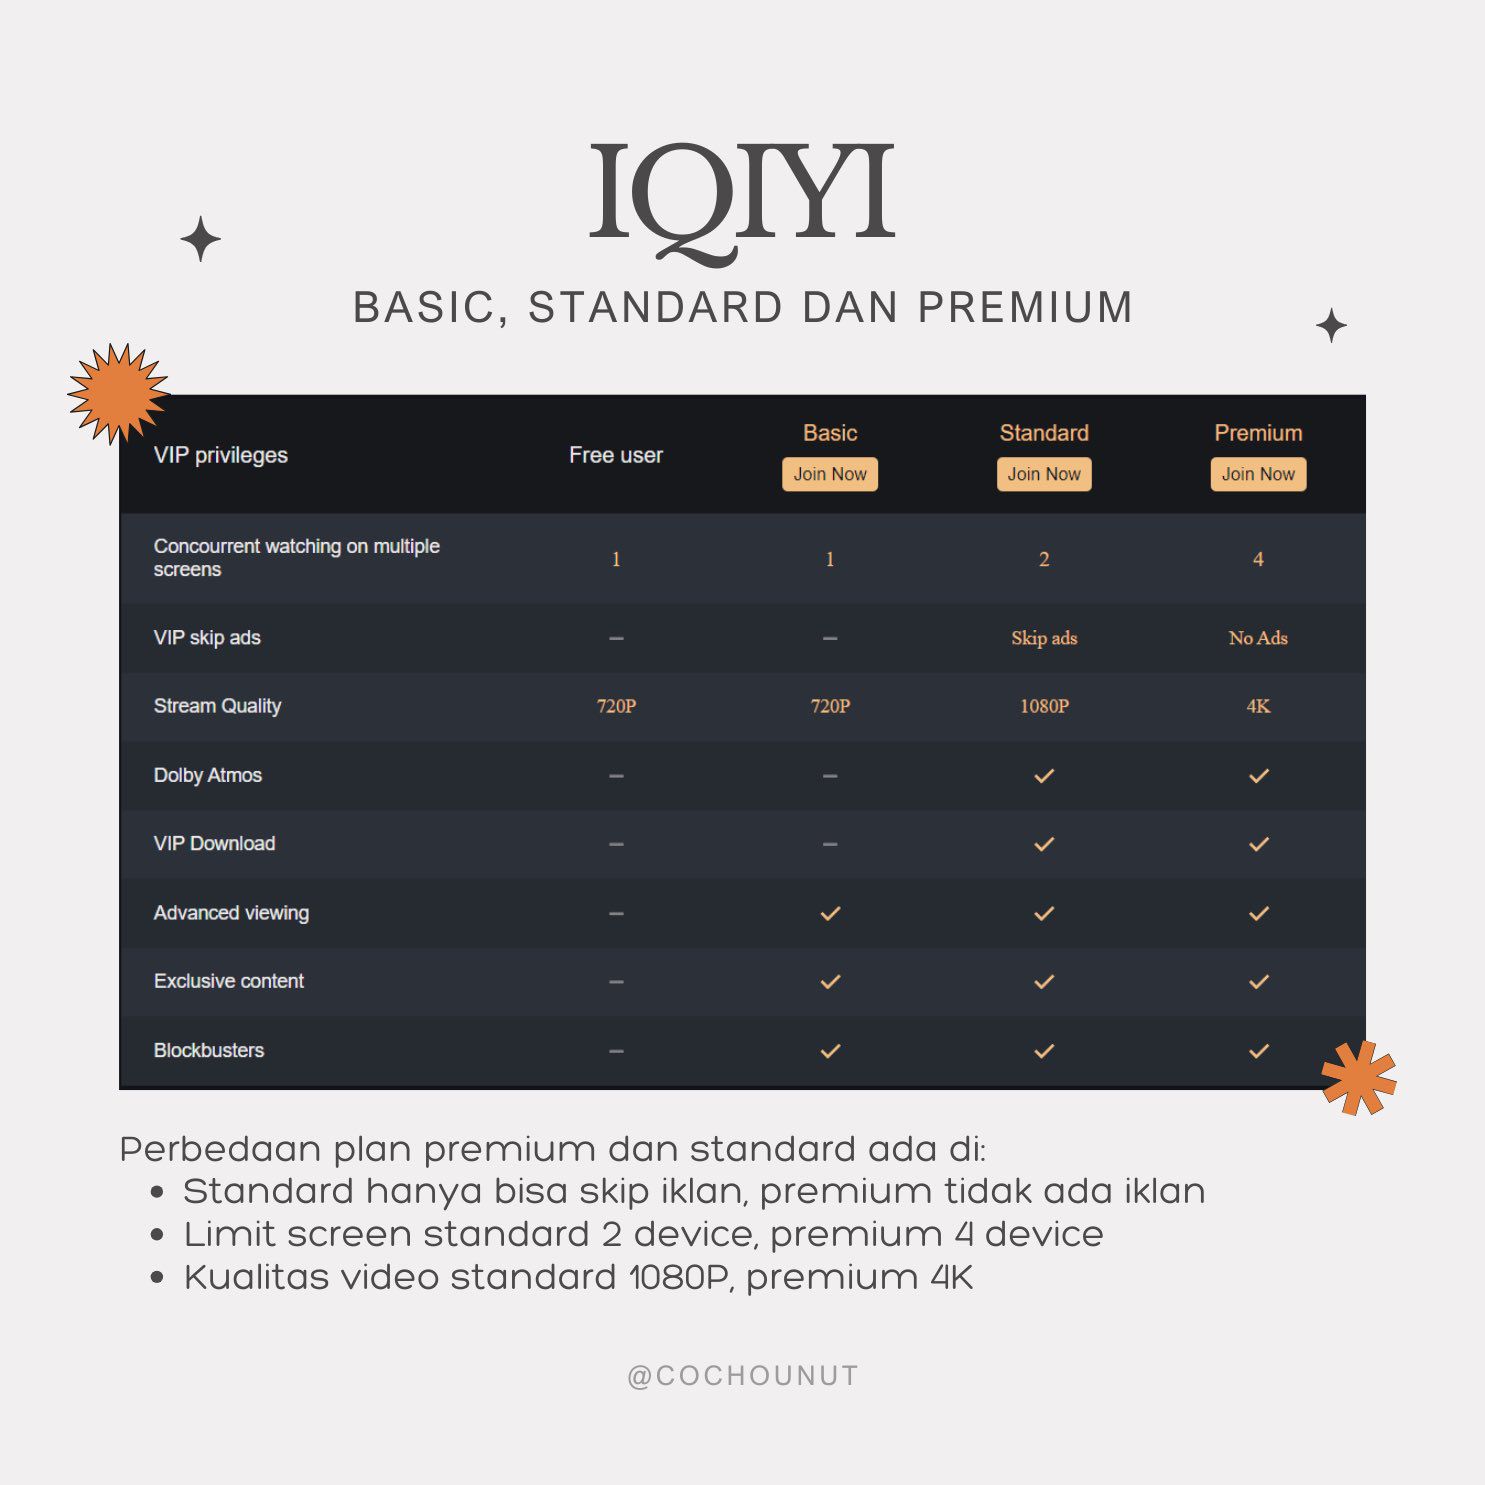 IQIYI
BASIC, STANDARD DAN PREMIUM
VIP privileges Free user Basic Standard Premium
Join Now Join Now Join Now
Concourrent watching on multiple
screens 1 1 2 4
VIP skip ads – – Skip ads No Ads
Stream Quality 720P 720P 1080P 4K
Dolby Atmos – – ✓ ✓
VIP Download – – ✓ ✓
Advanced viewing – ✓ ✓ ✓
Exclusive content – ✓ ✓ ✓
Blockbusters – ✓ ✓ ✓
Perbedaan plan premium dan standard ada di:
• Standard hanya bisa skip iklan, premium tidak ada iklan
• Limit screen standard 2 device, premium 4 device
• Kualitas video standard 1080P, premium 4K
@COCHOUNUT